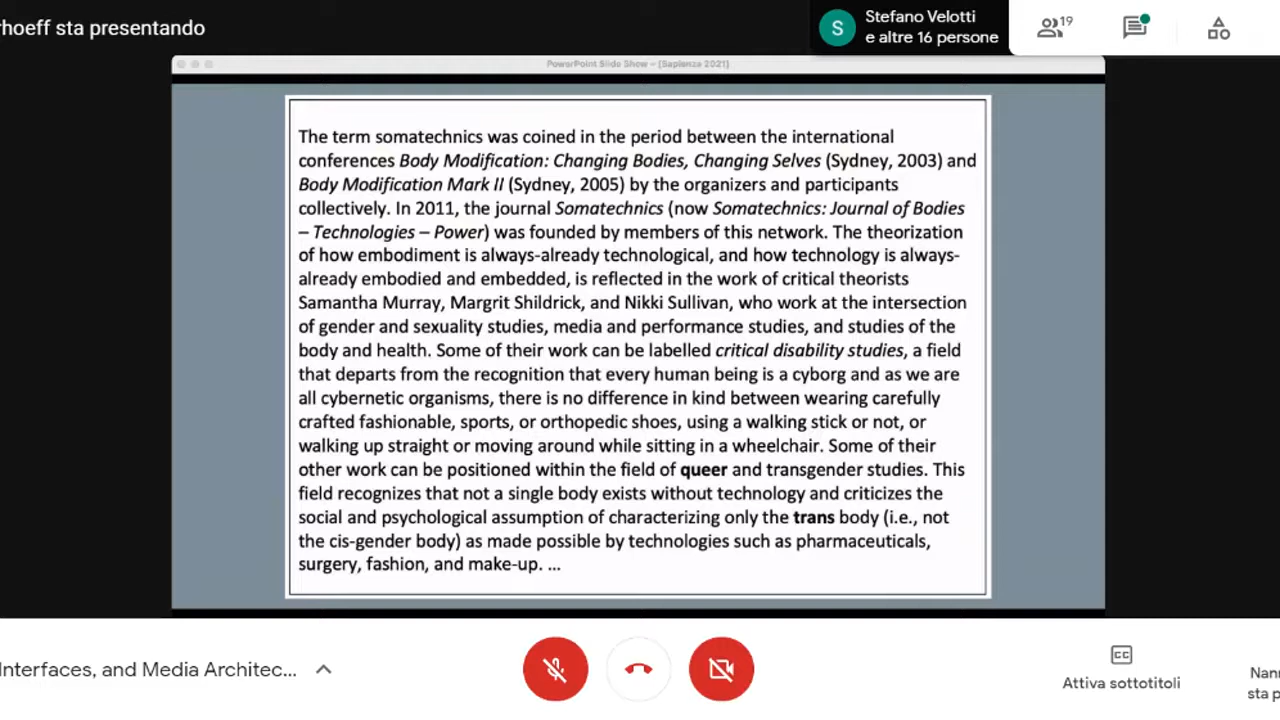 rhoeff sta presentando
S
Stefano Velotti
e altre 16 persone
19
PowerPoint Slide Show – [Sapienza 2021]
The term somatechnics was coined in the period between the international
conferences Body Modification: Changing Bodies, Changing Selves (Sydney, 2003) and
Body Modification Mark II (Sydney, 2005) by the organizers and participants
collectively. In 2011, the journal Somatechnics (now Somatechnics: Journal of Bodies
– Technologies – Power) was founded by members of this network. The theorization
of how embodiment is always-already technological, and how technology is always-
already embodied and embedded, is reflected in the work of critical theorists
Samantha Murray, Margrit Shildrick, and Nikki Sullivan, who work at the intersection
of gender and sexuality studies, media and performance studies, and studies of the
body and health. Some of their work can be labelled critical disability studies, a field
that departs from the recognition that every human being is a cyborg and as we are
all cybernetic organisms, there is no difference in kind between wearing carefully
crafted fashionable, sports, or orthopedic shoes, using a walking stick or not, or
walking up straight or moving around while sitting in a wheelchair. Some of their
other work can be positioned within the field of queer and transgender studies. This
field recognizes that not a single body exists without technology and criticizes the
social and psychological assumption of characterizing only the trans body (i.e., not
the cis-gender body) as made possible by technologies such as pharmaceuticals,
surgery, fashion, and make-up. ...
Interfaces, and Media Architec...
CC
Attiva sottotitoli
Nann
sta p